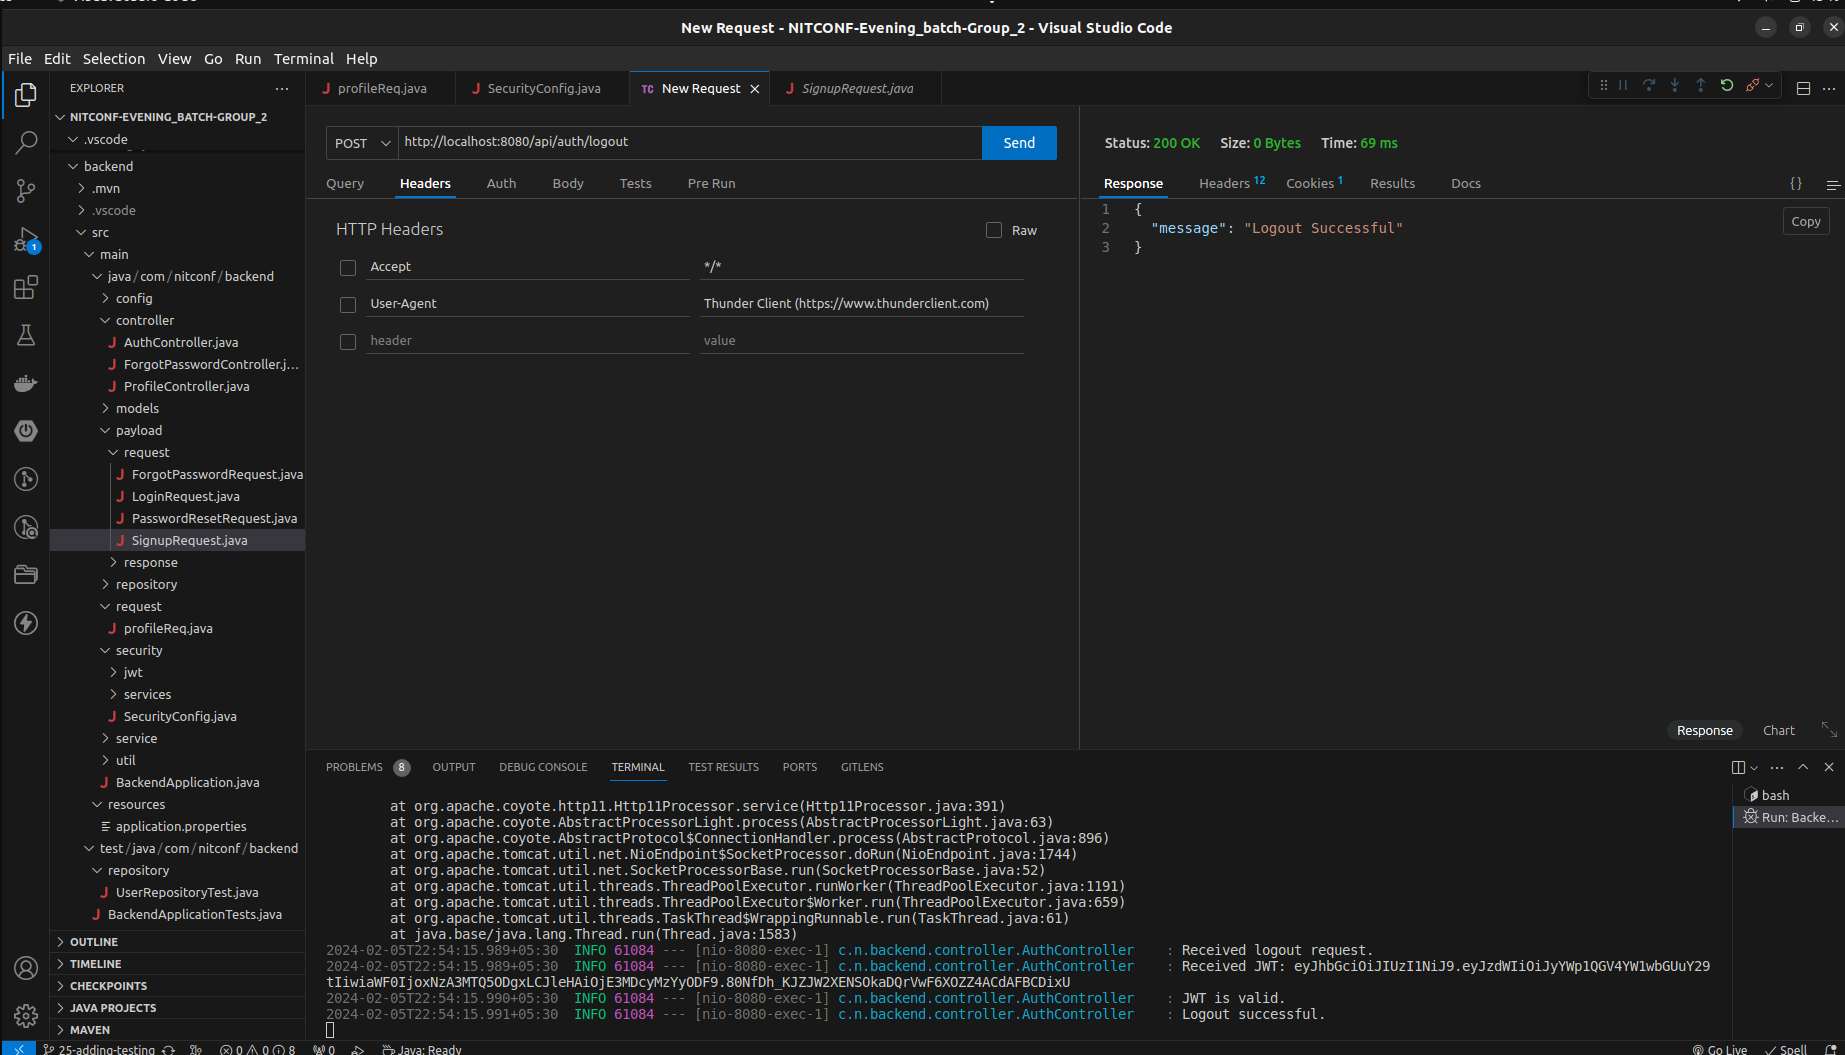 New Request - NITCONF-Evening_batch-Group_2 - Visual Studio Code
File Edit Selection View Go Run Terminal Help
EXPLORER
NITCONF-EVENING_BATCH-GROUP_2
.vscode
backend
.mvn
.vscode
src
main
java/com/nitconf/backend
config
controller
AuthController.java
ForgotPasswordController.j...
ProfileController.java
models
payload
request
ForgotPasswordRequest.java
LoginRequest.java
PasswordResetRequest.java
SignupRequest.java
response
repository
request
profileReq.java
security
jwt
services
SecurityConfig.java
service
util
BackendApplication.java
resources
application.properties
test/java/com/nitconf/backend
repository
UserRepositoryTest.java
BackendApplicationTests.java
OUTLINE
TIMELINE
CHECKPOINTS
JAVA PROJECTS
MAVEN
1
profileReq.java SecurityConfig.java TC New Request SignupRequest.java
POST http://localhost:8080/api/auth/logout Send
Query Headers Auth Body Tests Pre Run
HTTP Headers Raw
Accept */*
User-Agent Thunder Client (https://www.thunderclient.com)
header value
Status: 200 OK Size: 0 Bytes Time: 69 ms
Response Headers 12 Cookies 1 Results Docs {}
Copy
1 {
2 "message": "Logout Successful"
3 }
Response Chart
PROBLEMS 8 OUTPUT DEBUG CONSOLE TERMINAL TEST RESULTS PORTS GITLENS
bash
Run: Backe...
at org.apache.coyote.http11.Http11Processor.service(Http11Processor.java:391)
at org.apache.coyote.AbstractProcessorLight.process(AbstractProcessorLight.java:63)
at org.apache.coyote.AbstractProtocol$ConnectionHandler.process(AbstractProtocol.java:896)
at org.apache.tomcat.util.net.NioEndpoint$SocketProcessor.doRun(NioEndpoint.java:1744)
at org.apache.tomcat.util.net.SocketProcessorBase.run(SocketProcessorBase.java:52)
at org.apache.tomcat.util.threads.ThreadPoolExecutor.runWorker(ThreadPoolExecutor.java:1191)
at org.apache.tomcat.util.threads.ThreadPoolExecutor$Worker.run(ThreadPoolExecutor.java:659)
at org.apache.tomcat.util.threads.TaskThread$WrappingRunnable.run(TaskThread.java:61)
at java.base/java.lang.Thread.run(Thread.java:1583)
2024-02-05T22:54:15.989+05:30 INFO 61084 --- [nio-8080-exec-1] c.n.backend.controller.AuthController : Received logout request.
2024-02-05T22:54:15.989+05:30 INFO 61084 --- [nio-8080-exec-1] c.n.backend.controller.AuthController : Received JWT: eyJhbGciOiJIUzI1NiJ9.eyJzdWIiOiJyYWp1QGV4YW1wbGUuY29
tIiwiaWF0IjoxNzA3MTQ5ODgxLCJleHAiOjE3MDcyMzYyODF9.80NfDh_KJZJW2XENSOkaDQrVwF6XOZZ4ACdAFBCDixU
2024-02-05T22:54:15.990+05:30 INFO 61084 --- [nio-8080-exec-1] c.n.backend.controller.AuthController : JWT is valid.
2024-02-05T22:54:15.991+05:30 INFO 61084 --- [nio-8080-exec-1] c.n.backend.controller.AuthController : Logout successful.
25-adding-testing 0 0 8 0 Java: Ready Go Live Spell